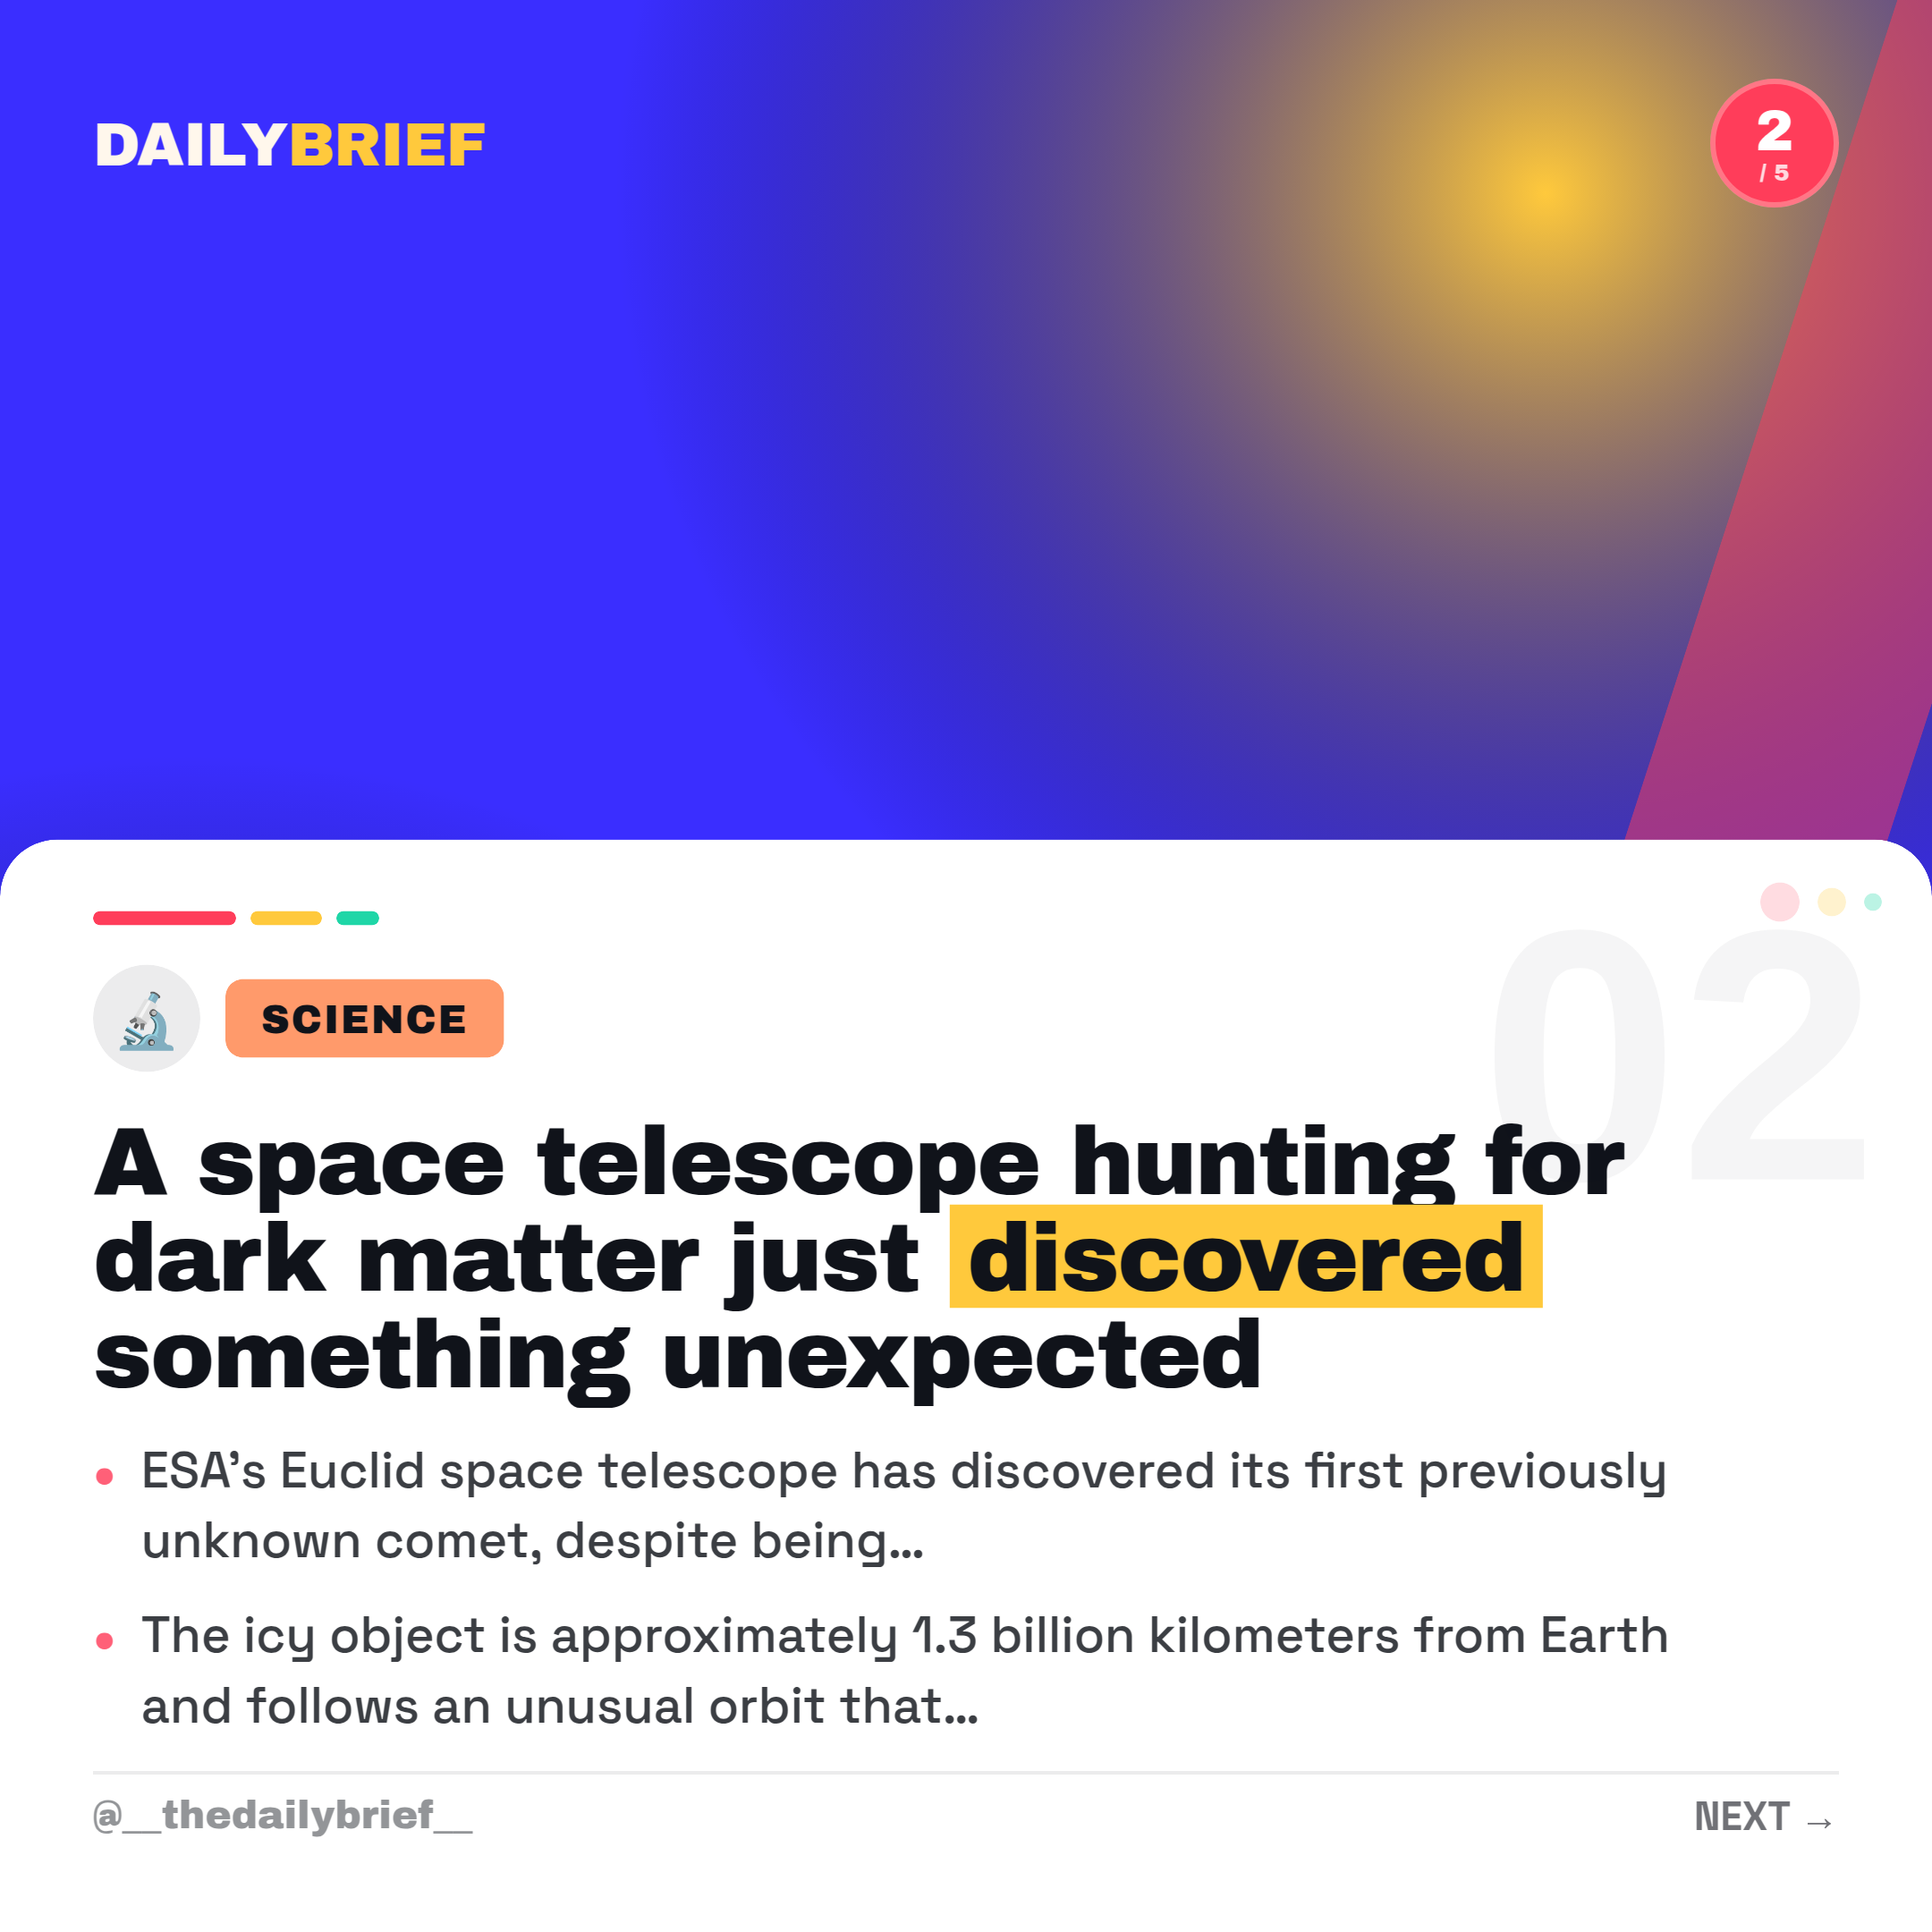 DAILYBRIEF
2
/ 5
02
SCIENCE
A space telescope hunting for
dark matter just discovered
something unexpected
• ESA’s Euclid space telescope has discovered its first previously
unknown comet, despite being...
• The icy object is approximately 1.3 billion kilometers from Earth
and follows an unusual orbit that...
@__thedailybrief__
NEXT →